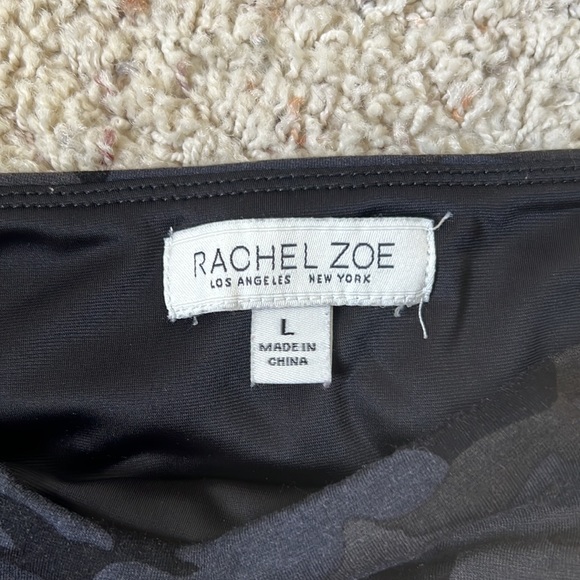 RACHEL ZOE
LOS ANGELES NEW YORK
L
MADE IN
CHINA